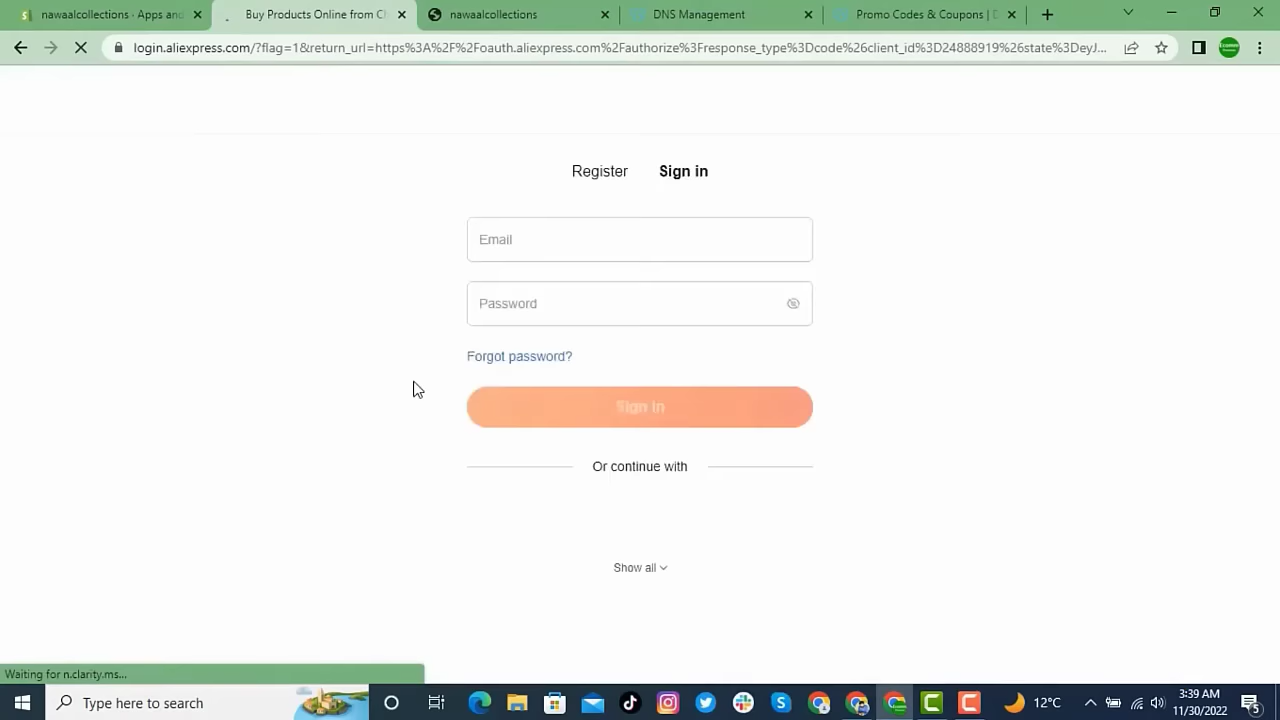 nawaalcollections · Apps and
Buy Products Online from Ch
nawaalcollections
DNS Management
Promo Codes & Coupons | D
login.aliexpress.com/?flag=1&return_url=https%3A%2F%2Foauth.aliexpress.com%2Fauthorize%3Fresponse_type%3Dcode%26client_id%3D24888919%26state%3DeyJ...
Register
Sign in
Email
Password
Forgot password?
Sign in
Or continue with
Show all
Waiting for n.clarity.ms...
Type here to search
12°C
3:39 AM
11/30/2022
5